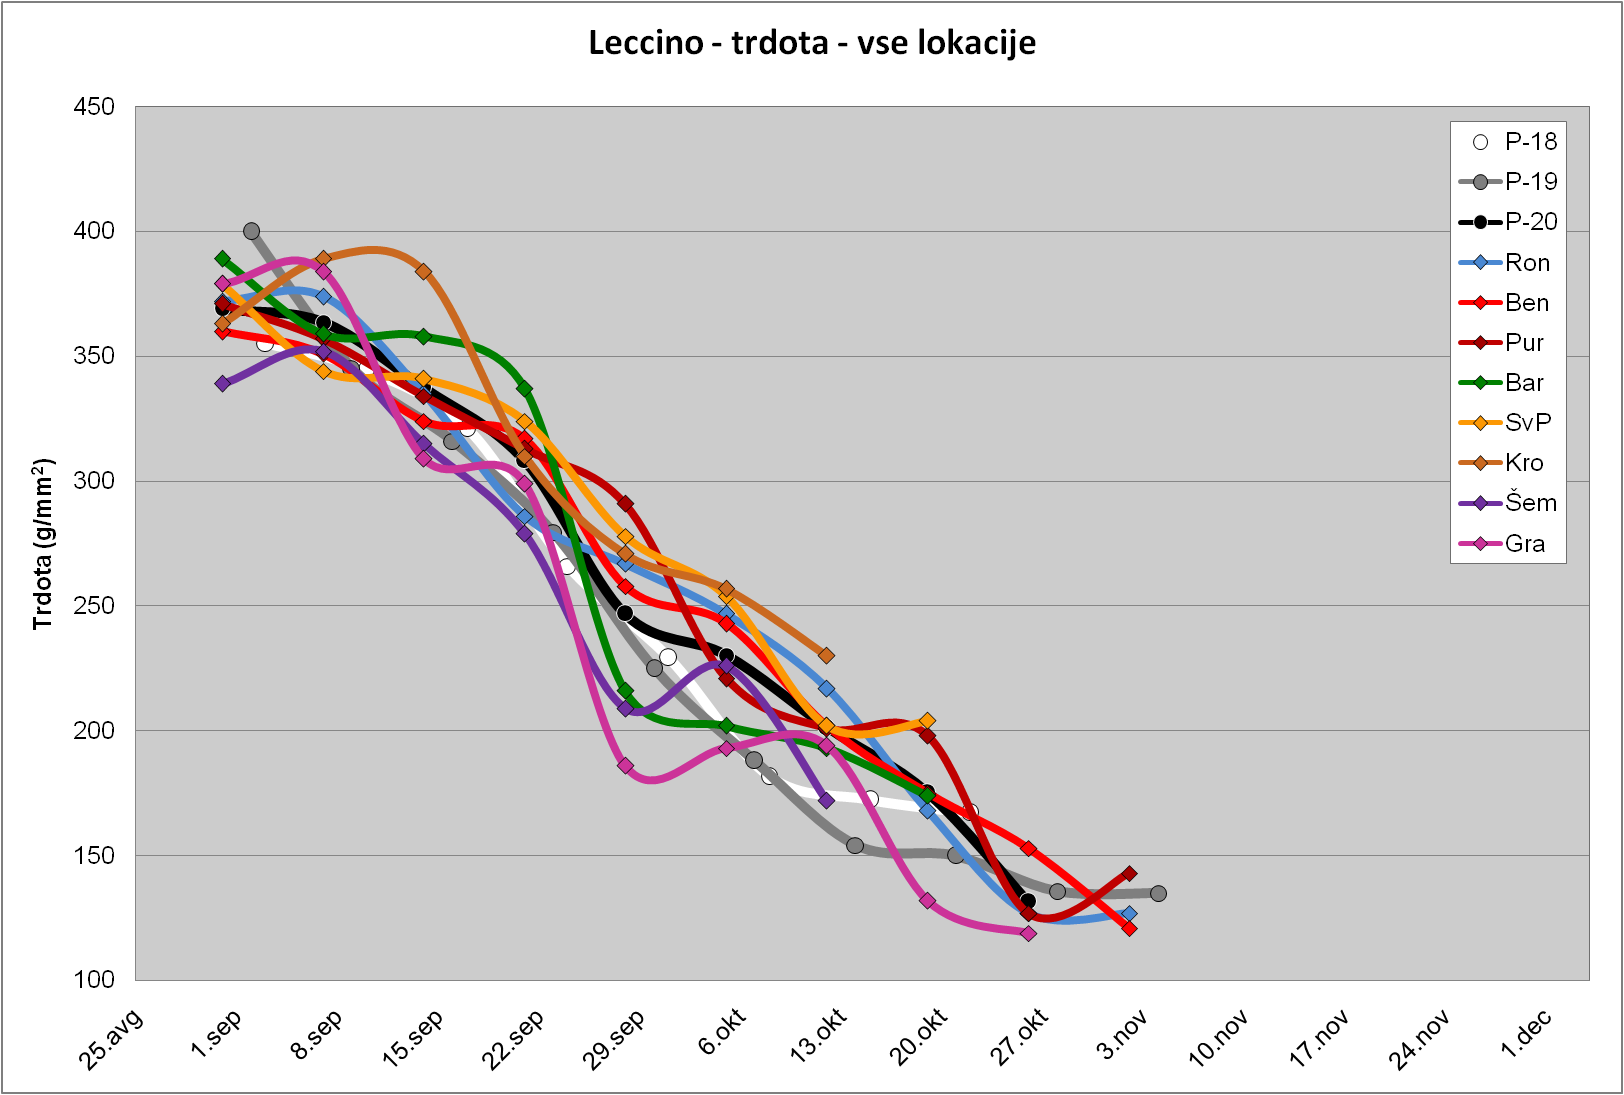 Leccino - trdota - vse lokacije
Trdota (g/mm²)
450
400
350
300
250
200
150
100
25.avg
1.sep
8.sep
15.sep
22.sep
29.sep
6.okt
13.okt
20.okt
27.okt
3.nov
10.nov
17.nov
24.nov
1.dec
P-18
P-19
P-20
Ron
Ben
Pur
Bar
SvP
Kro
Šem
Gra